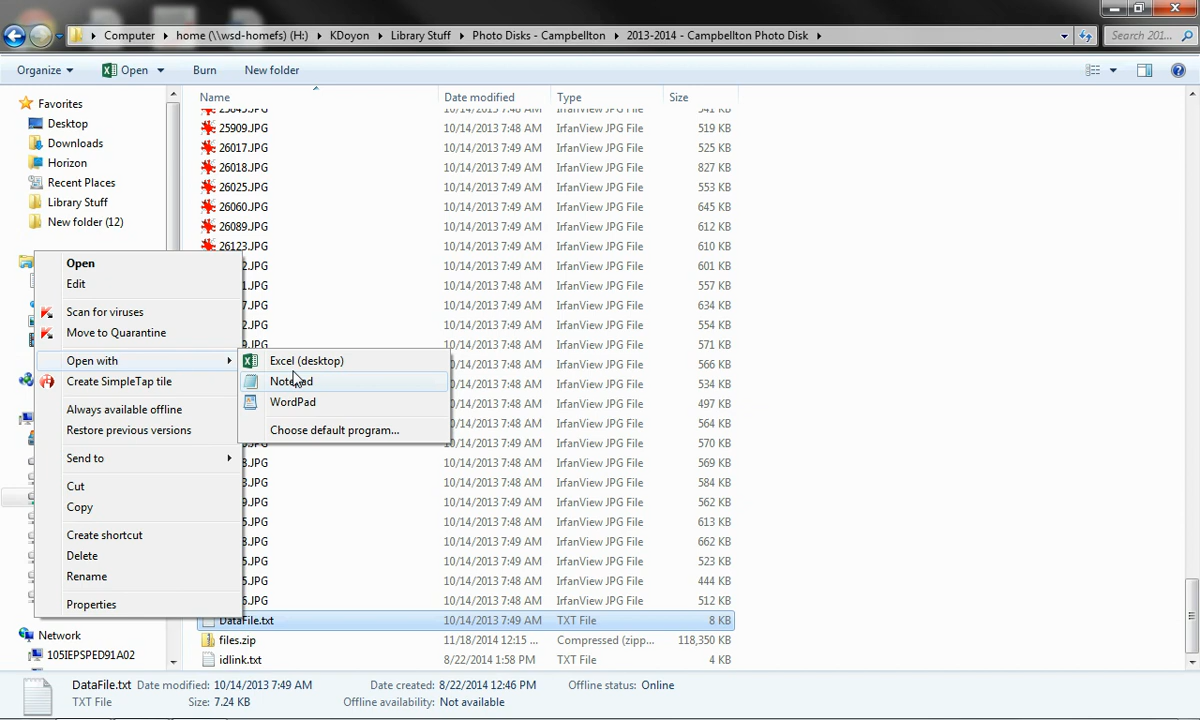 Computer home (\\wsd-homefs) (H:) KDoyon Library Stuff Photo Disks - Campbellton 2013-2014 - Campbellton Photo Disk
Search 201...
Organize Open Burn New folder
Name Date modified Type Size
Favorites
Desktop
Downloads
Horizon
Recent Places
Library Stuff
New folder (12)
25845.JPG 10/14/2013 7:48 AM IrfanView JPG File 541 KB
25909.JPG 10/14/2013 7:48 AM IrfanView JPG File 519 KB
26017.JPG 10/14/2013 7:49 AM IrfanView JPG File 525 KB
26018.JPG 10/14/2013 7:49 AM IrfanView JPG File 827 KB
26025.JPG 10/14/2013 7:49 AM IrfanView JPG File 553 KB
26060.JPG 10/14/2013 7:49 AM IrfanView JPG File 645 KB
26089.JPG 10/14/2013 7:48 AM IrfanView JPG File 612 KB
26123.JPG 10/14/2013 7:49 AM IrfanView JPG File 610 KB
2.JPG 10/14/2013 7:49 AM IrfanView JPG File 601 KB
1.JPG 10/14/2013 7:48 AM IrfanView JPG File 557 KB
7.JPG 10/14/2013 7:49 AM IrfanView JPG File 634 KB
2.JPG 10/14/2013 7:48 AM IrfanView JPG File 554 KB
9.JPG 10/14/2013 7:49 AM IrfanView JPG File 571 KB
10/14/2013 7:48 AM IrfanView JPG File 566 KB
10/14/2013 7:49 AM IrfanView JPG File 534 KB
10/14/2013 7:49 AM IrfanView JPG File 497 KB
10/14/2013 7:48 AM IrfanView JPG File 564 KB
.JPG 10/14/2013 7:49 AM IrfanView JPG File 570 KB
8.JPG 10/14/2013 7:48 AM IrfanView JPG File 569 KB
3.JPG 10/14/2013 7:48 AM IrfanView JPG File 584 KB
9.JPG 10/14/2013 7:49 AM IrfanView JPG File 562 KB
5.JPG 10/14/2013 7:48 AM IrfanView JPG File 613 KB
8.JPG 10/14/2013 7:48 AM IrfanView JPG File 662 KB
5.JPG 10/14/2013 7:49 AM IrfanView JPG File 523 KB
5.JPG 10/14/2013 7:48 AM IrfanView JPG File 444 KB
6.JPG 10/14/2013 7:49 AM IrfanView JPG File 512 KB
DataFile.txt 10/14/2013 7:49 AM TXT File 8 KB
files.zip 11/18/2014 12:15 ... Compressed (zipp... 118,350 KB
idlink.txt 8/22/2014 1:58 PM TXT File 4 KB
Open
Edit
Scan for viruses
Move to Quarantine
Open with
Create SimpleTap tile
Always available offline
Restore previous versions
Send to
Cut
Copy
Create shortcut
Delete
Rename
Properties
Excel (desktop)
Notepad
WordPad
Choose default program...
Network
105IEPSPED91A02
DataFile.txt Date modified: 10/14/2013 7:49 AM Date created: 8/22/2014 12:46 PM Offline status: Online
TXT File Size: 7.24 KB Offline availability: Not available